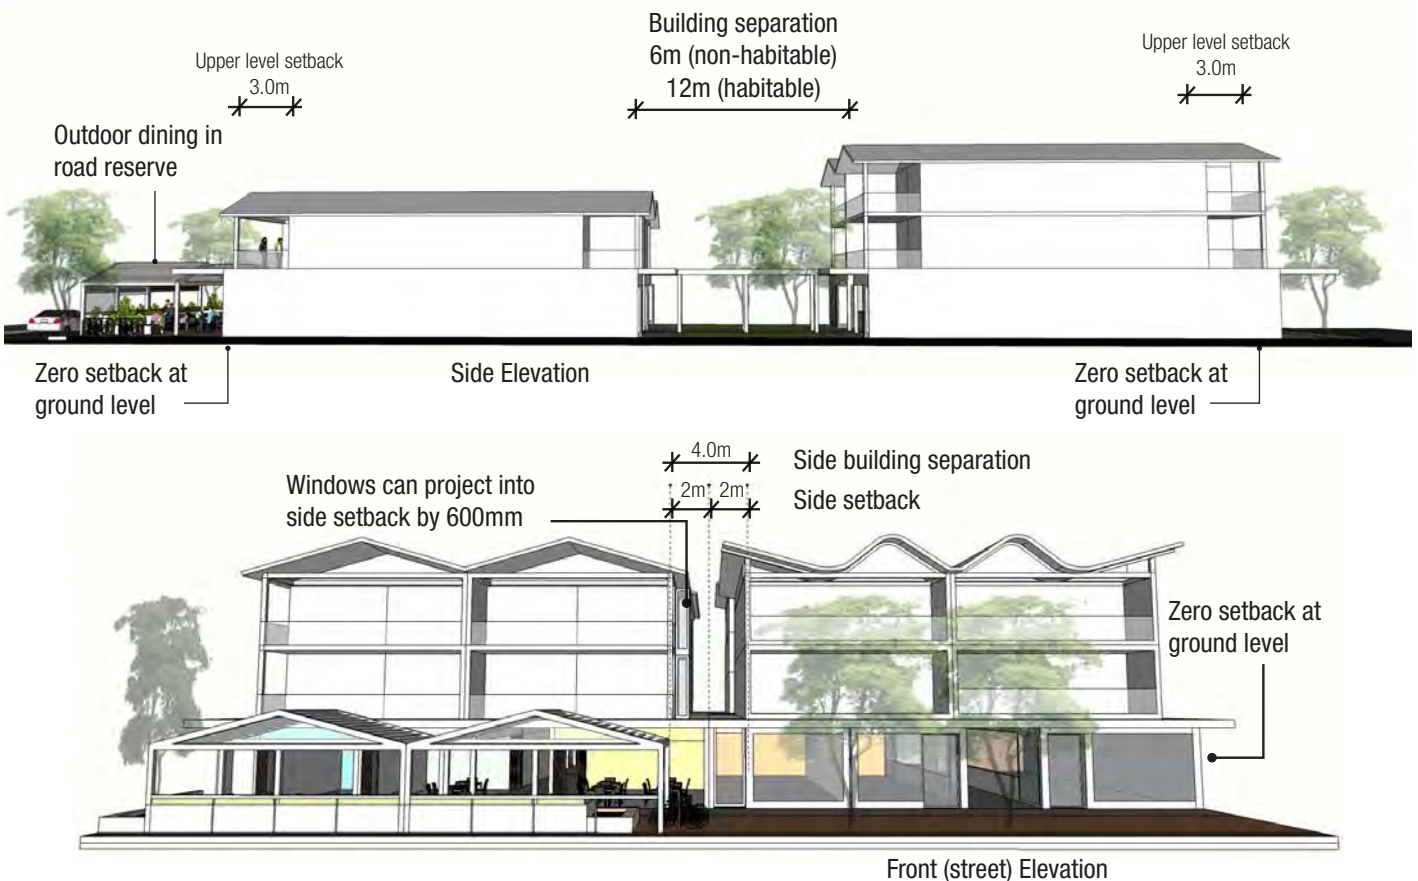 Building separation
6m (non-habitable)
12m (habitable)
Upper level setback
3.0m
Upper level setback
3.0m
Outdoor dining in
road reserve
Zero setback at
ground level
Side Elevation
Zero setback at
ground level
4.0m
Side building separation
2m
2m
Side setback
Windows can project into
side setback by 600mm
Zero setback at
ground level
Front (street) Elevation